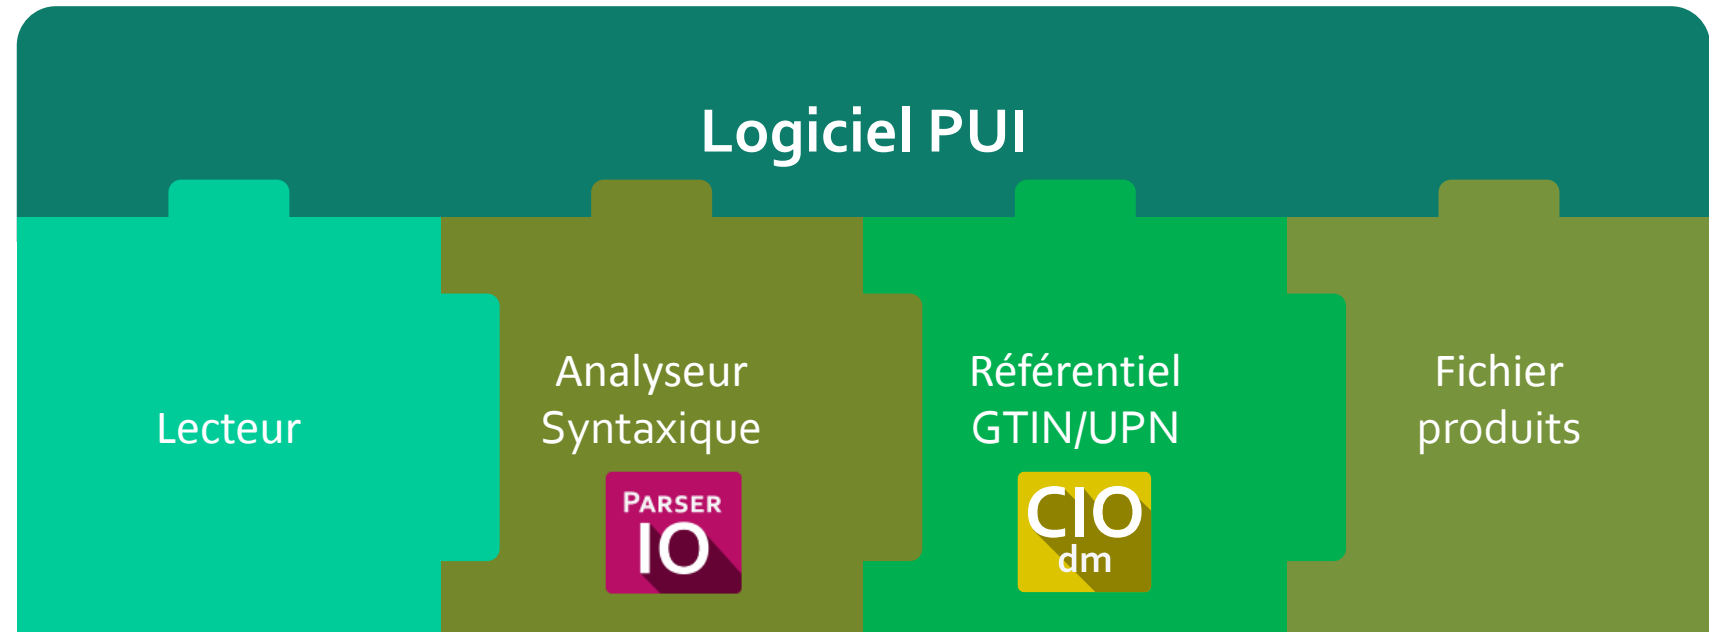 Logiciel PUI
Lecteur
Analyseur
Syntaxique
PARSER
IO
Référentiel
GTIN/UPN
CIO
dm
Fichier
produits